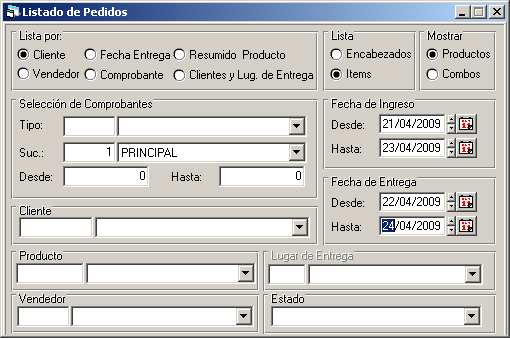 Listado de Pedidos
Lista por:
Cliente
Fecha Entrega
Resumido Producto
Vendedor
Comprobante
Clientes y Lug. de Entrega
Lista
Encabezados
Items
Mostrar
Productos
Combos
Selección de Comprobantes
Tipo:
Suc.: 1 PRINCIPAL
Desde: 0 Hasta: 0
Fecha de Ingreso
Desde: 21/04/2009
Hasta: 23/04/2009
Fecha de Entrega
Desde: 22/04/2009
Hasta: 24/04/2009
Cliente
Producto
Lugar de Entrega
Vendedor
Estado